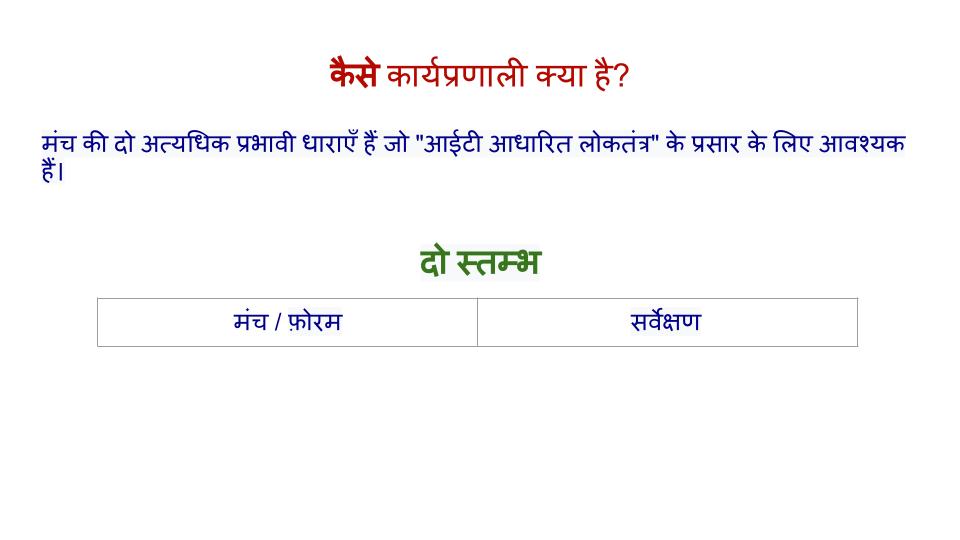 कैसे कार्यप्रणाली क्या है?
मंच की दो अत्यधिक प्रभावी धाराएँ हैं जो "आईटी आधारित लोकतंत्र" के प्रसार के लिए आवश्यक
हैं।
दो स्तम्भ
मंच / फ़ोरम
सर्वेक्षण